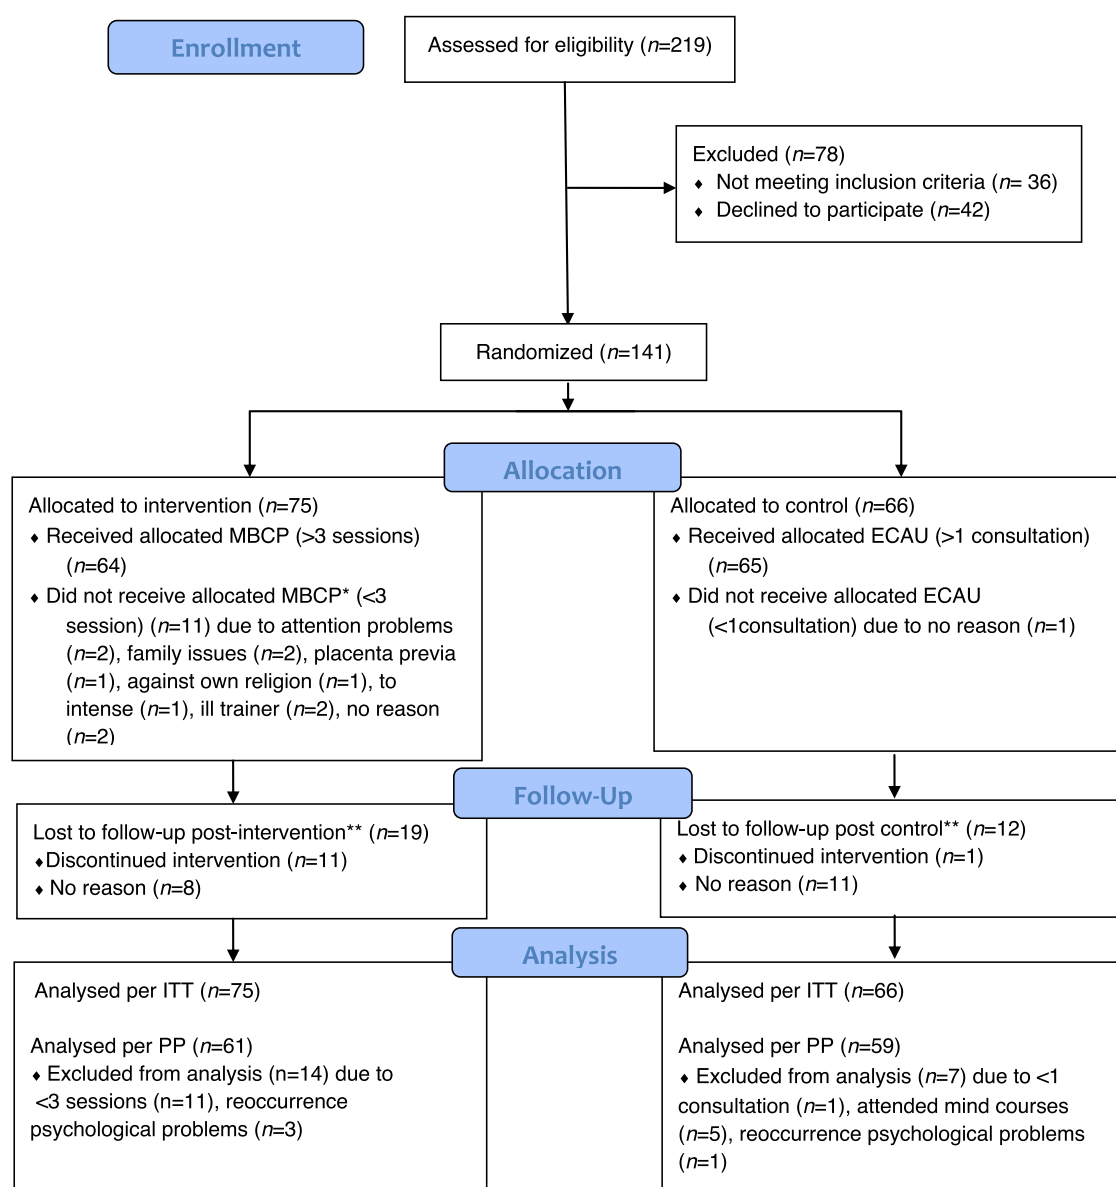 Enrollment
Assessed for eligibility (n=219)
Excluded (n=78)
♦ Not meeting inclusion criteria (n= 36)
♦ Declined to participate (n=42)
Randomized (n=141)
Allocation
Allocated to intervention (n=75)
♦ Received allocated MBCP (>3 sessions)
(n=64)
♦ Did not receive allocated MBCP* (<3
session) (n=11) due to attention problems
(n=2), family issues (n=2), placenta previa
(n=1), against own religion (n=1), to
intense (n=1), ill trainer (n=2), no reason
(n=2)
Allocated to control (n=66)
♦ Received allocated ECAU (>1 consultation)
(n=65)
♦ Did not receive allocated ECAU
(<1consultation) due to no reason (n=1)
Follow-Up
Lost to follow-up post-intervention** (n=19)
♦Discontinued intervention (n=11)
♦ No reason (n=8)
Lost to follow-up post control** (n=12)
♦ Discontinued intervention (n=1)
♦ No reason (n=11)
Analysis
Analysed per ITT (n=75)
Analysed per PP (n=61)
♦ Excluded from analysis (n=14) due to
<3 sessions (n=11), reoccurrence
psychological problems (n=3)
Analysed per ITT (n=66)
Analysed per PP (n=59)
♦ Excluded from analysis (n=7) due to <1
consultation (n=1), attended mind courses
(n=5), reoccurrence psychological problems
(n=1)